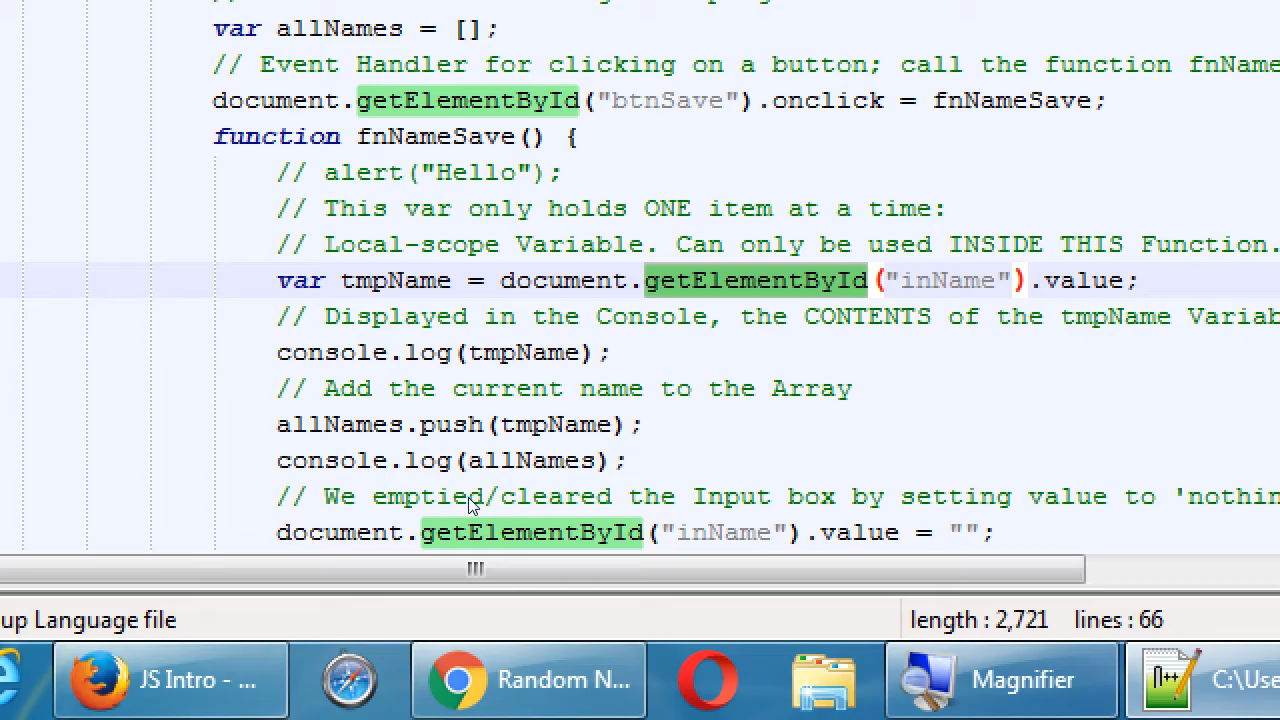 var allNames = [];
// Event Handler for clicking on a button; call the function fnName
document.getElementById("btnSave").onclick = fnNameSave;
function fnNameSave() {
// alert("Hello");
// This var only holds ONE item at a time:
// Local-scope Variable. Can only be used INSIDE THIS Function.
var tmpName = document.getElementById("inName").value;
// Displayed in the Console, the CONTENTS of the tmpName Variab
console.log(tmpName);
// Add the current name to the Array
allNames.push(tmpName);
console.log(allNames);
// We emptied/cleared the Input box by setting value to 'nothin
document.getElementById("inName").value = "";
up Language file length : 2,721 lines : 66
JS Intro - ... Random N... Magnifier C:\Use